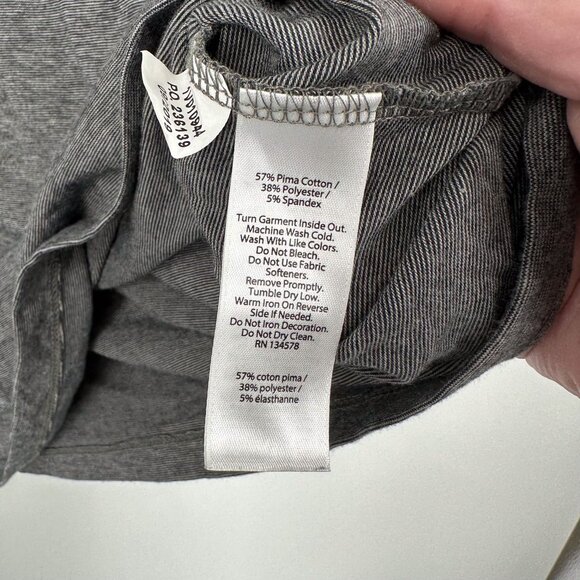 PO 236139
57% Pima Cotton /
38% Polyester /
5% Spandex
Turn Garment Inside Out.
Machine Wash Cold.
Wash With Like Colors.
Do Not Bleach.
Do Not Use Fabric
Softeners.
Remove Promptly.
Tumble Dry Low.
Warm Iron On Reverse
Side If Needed.
Do Not Iron Decoration.
Do Not Dry Clean.
RN 134578
57% coton pima /
38% polyester /
5% élasthanne